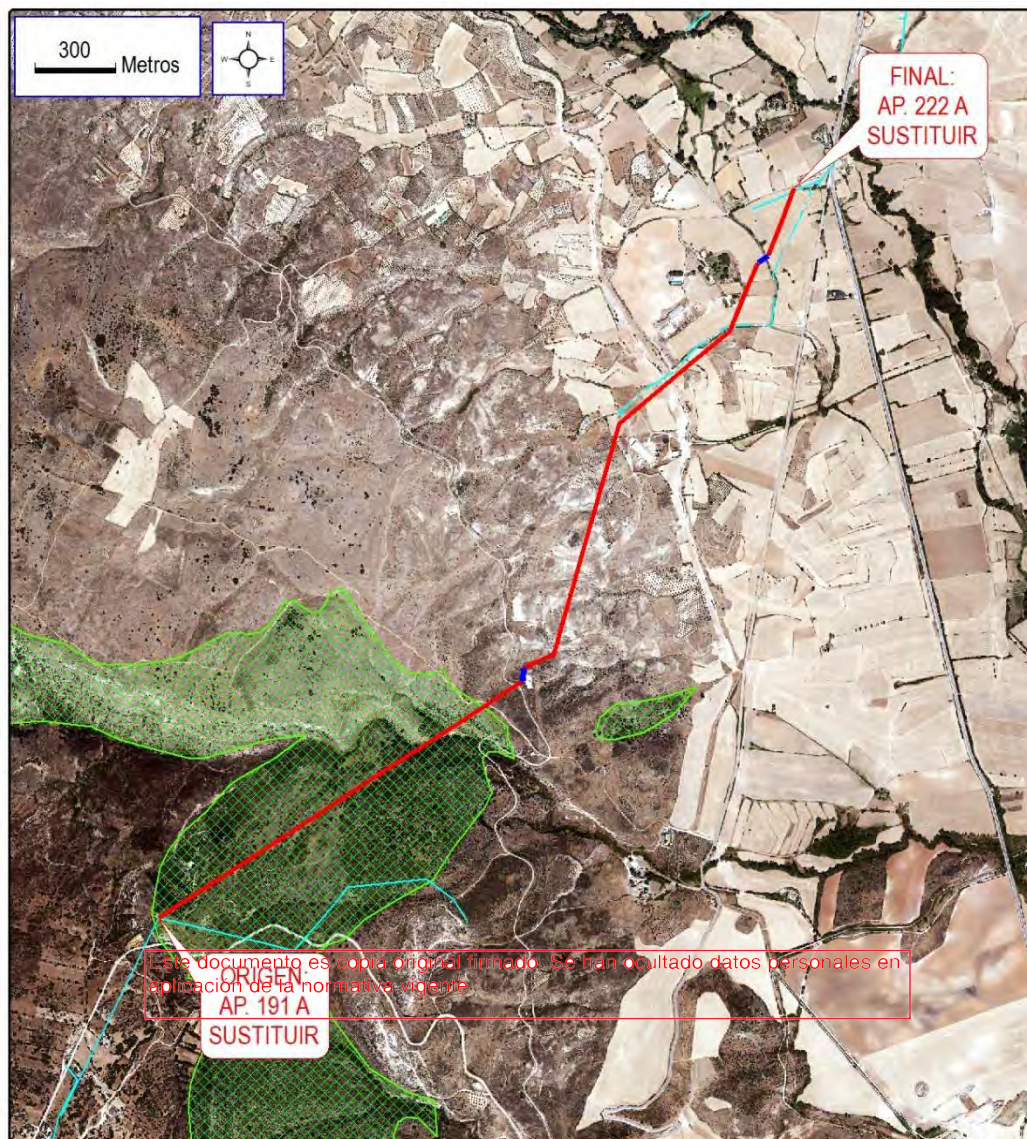 300
Metros
N
W
E
S
FINAL:
AP. 222 A
SUSTITUIR
Este documento es copia original firmado. Se han ocultado datos personales en
aplicación de la normativa vigente
ORIGEN:
AP. 191 A
SUSTITUIR